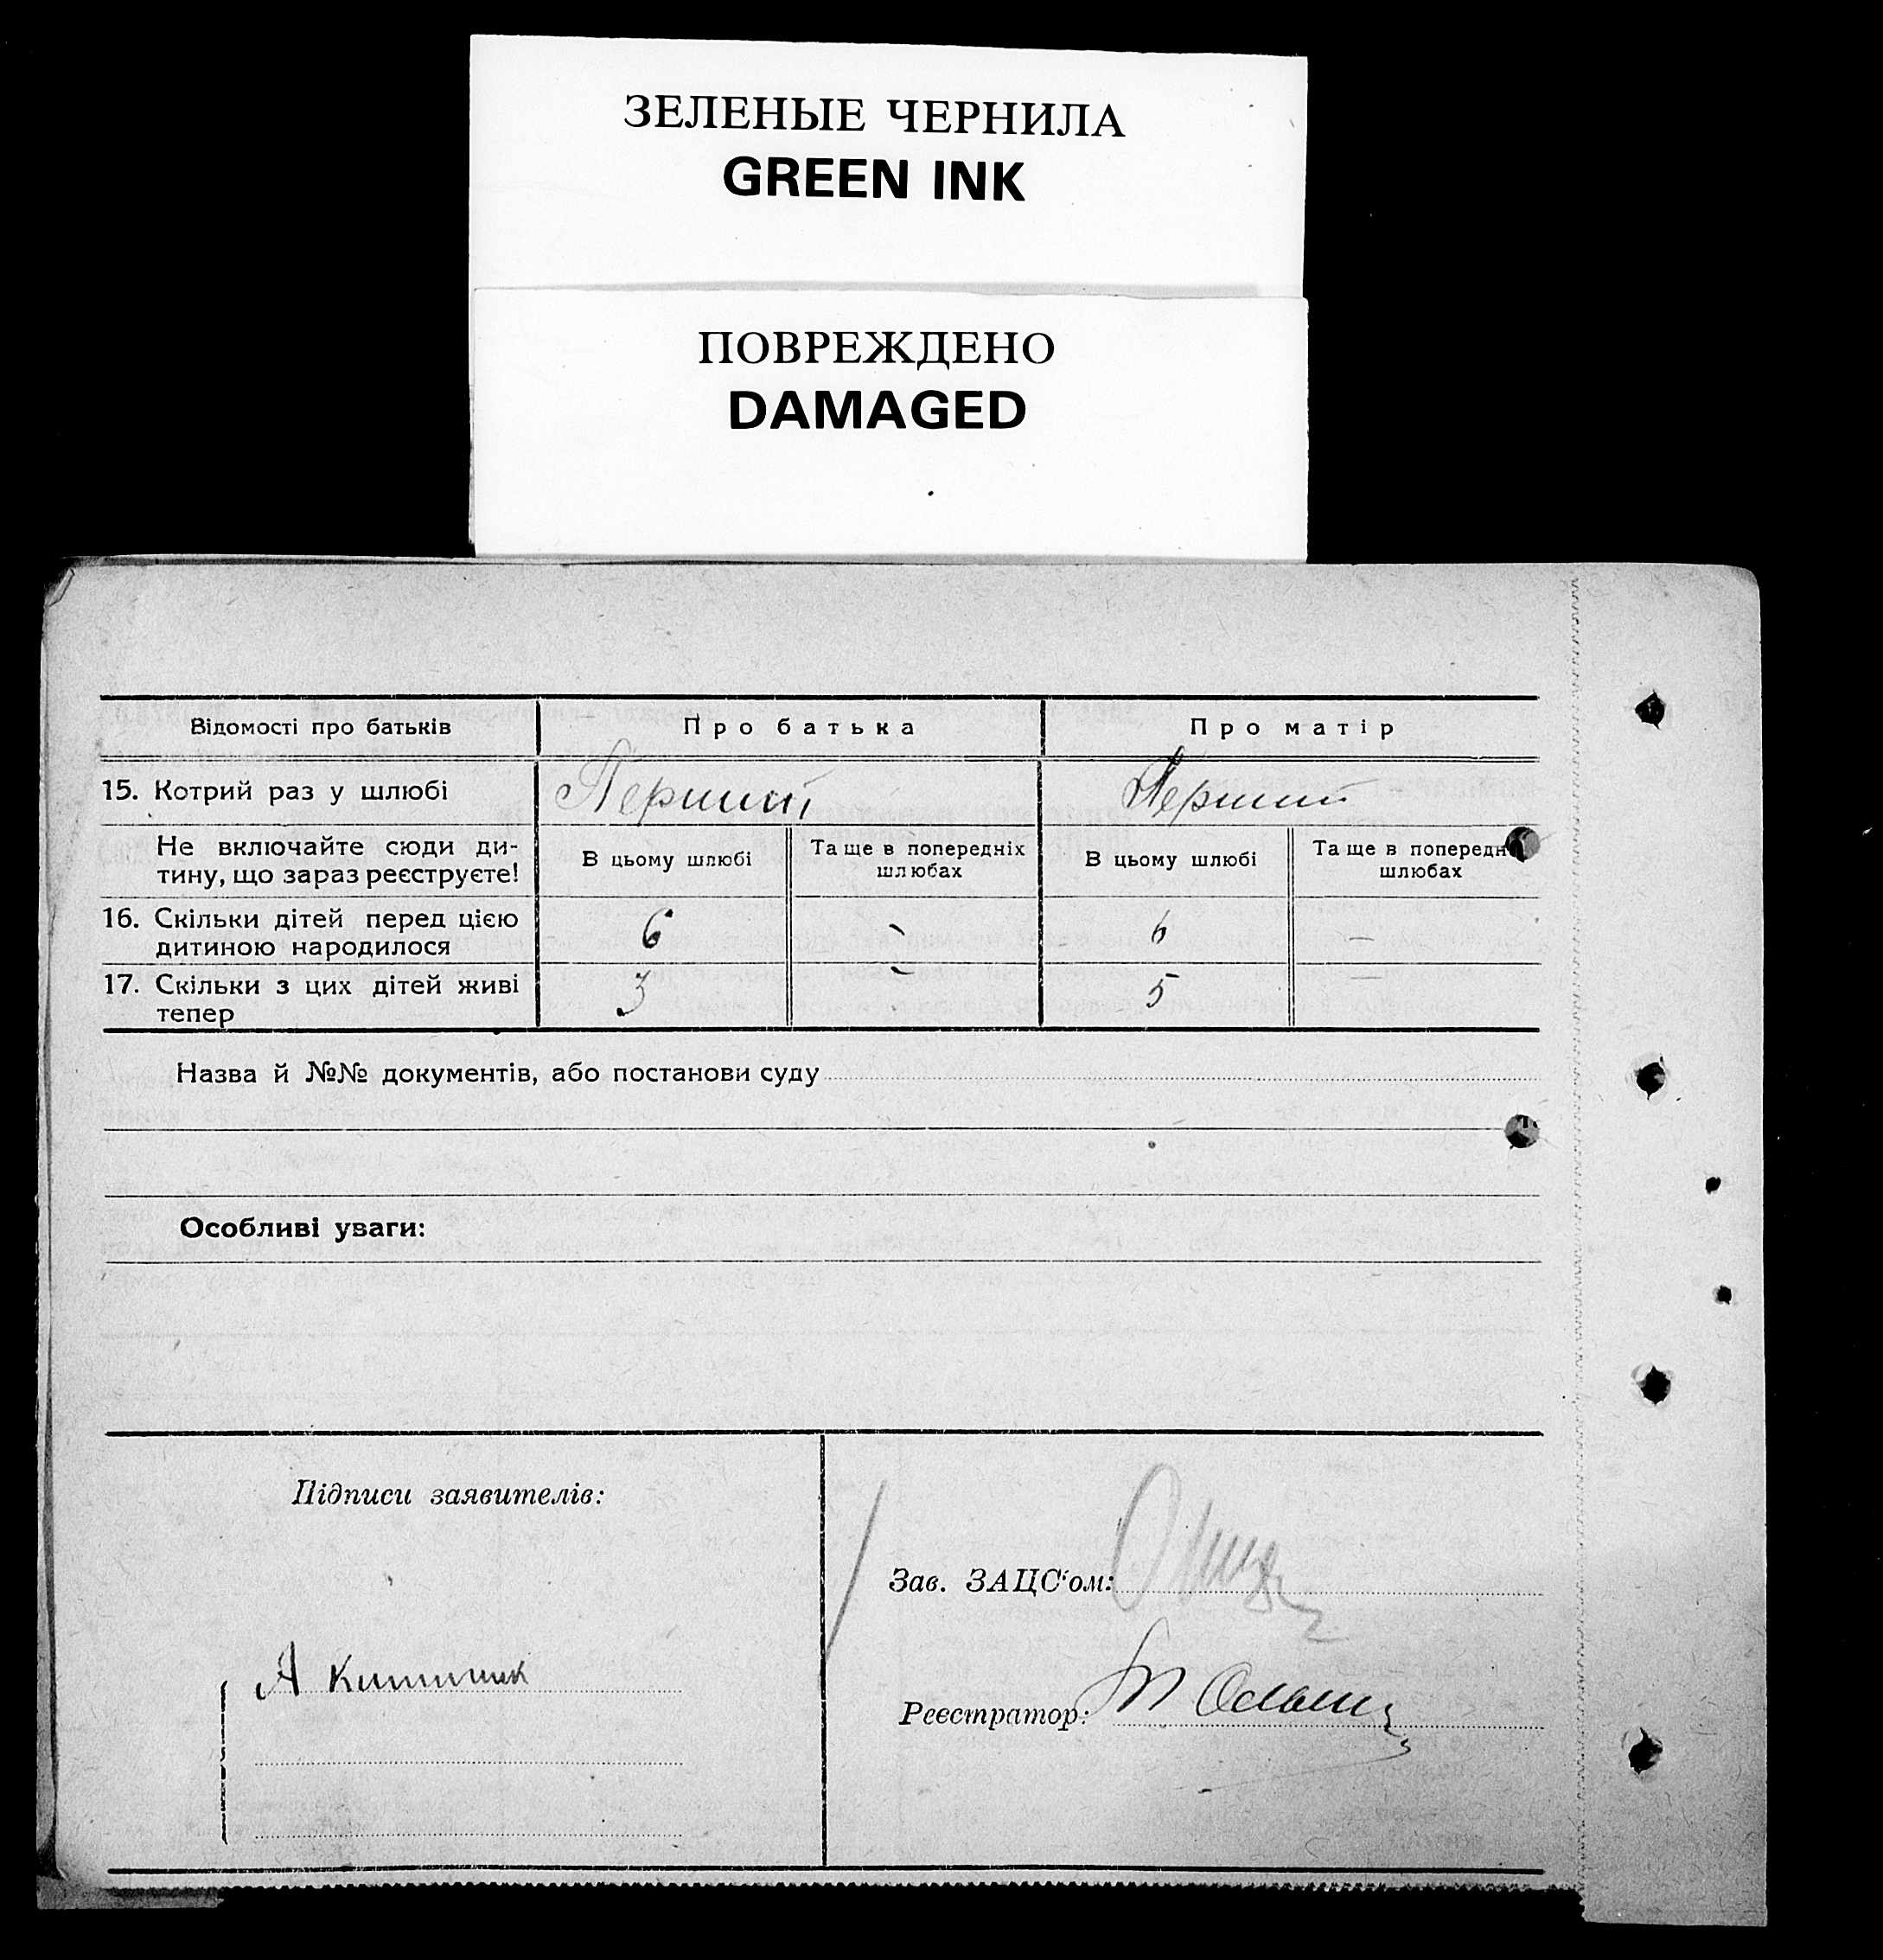 ЗЕЛЕНЫЕ ЧЕРНИЛА
GREEN INK
ПОВРЕЖДЕНО
DAMAGED
Відомості про батьків Про батька Про матір
15. Котрий раз у шлюбі Перший Перший
Не включайте сюди ди-
тину, що зараз реєструєте!
В цьому шлюбі
Та ще в попередніх
шлюбах
В цьому шлюбі
Та ще в попередн
шлюбах
16. Скільки дітей перед цією
дитиною народилося
6 - 6 —
17. Скільки з цих дітей живі
тепер
3 - 5 —
Назва й №№ документів, або постанови суду
Особливі уваги:
Підписи заявителів:
Зав. ЗАЦС'ом:
А
Реєстратор: